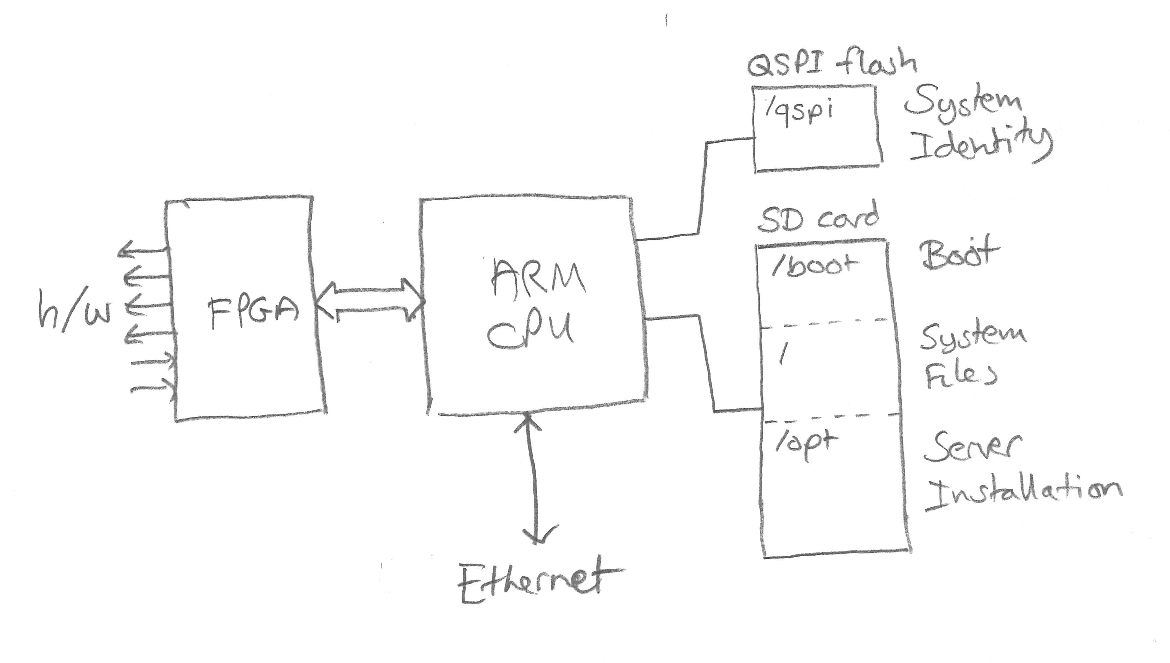 QSPI flash
/qspi
System
Identity
SD card
/boot
Boot
/
System
Files
/opt
Server
Installation
h/w
FPGA
ARM
CPU
Ethernet